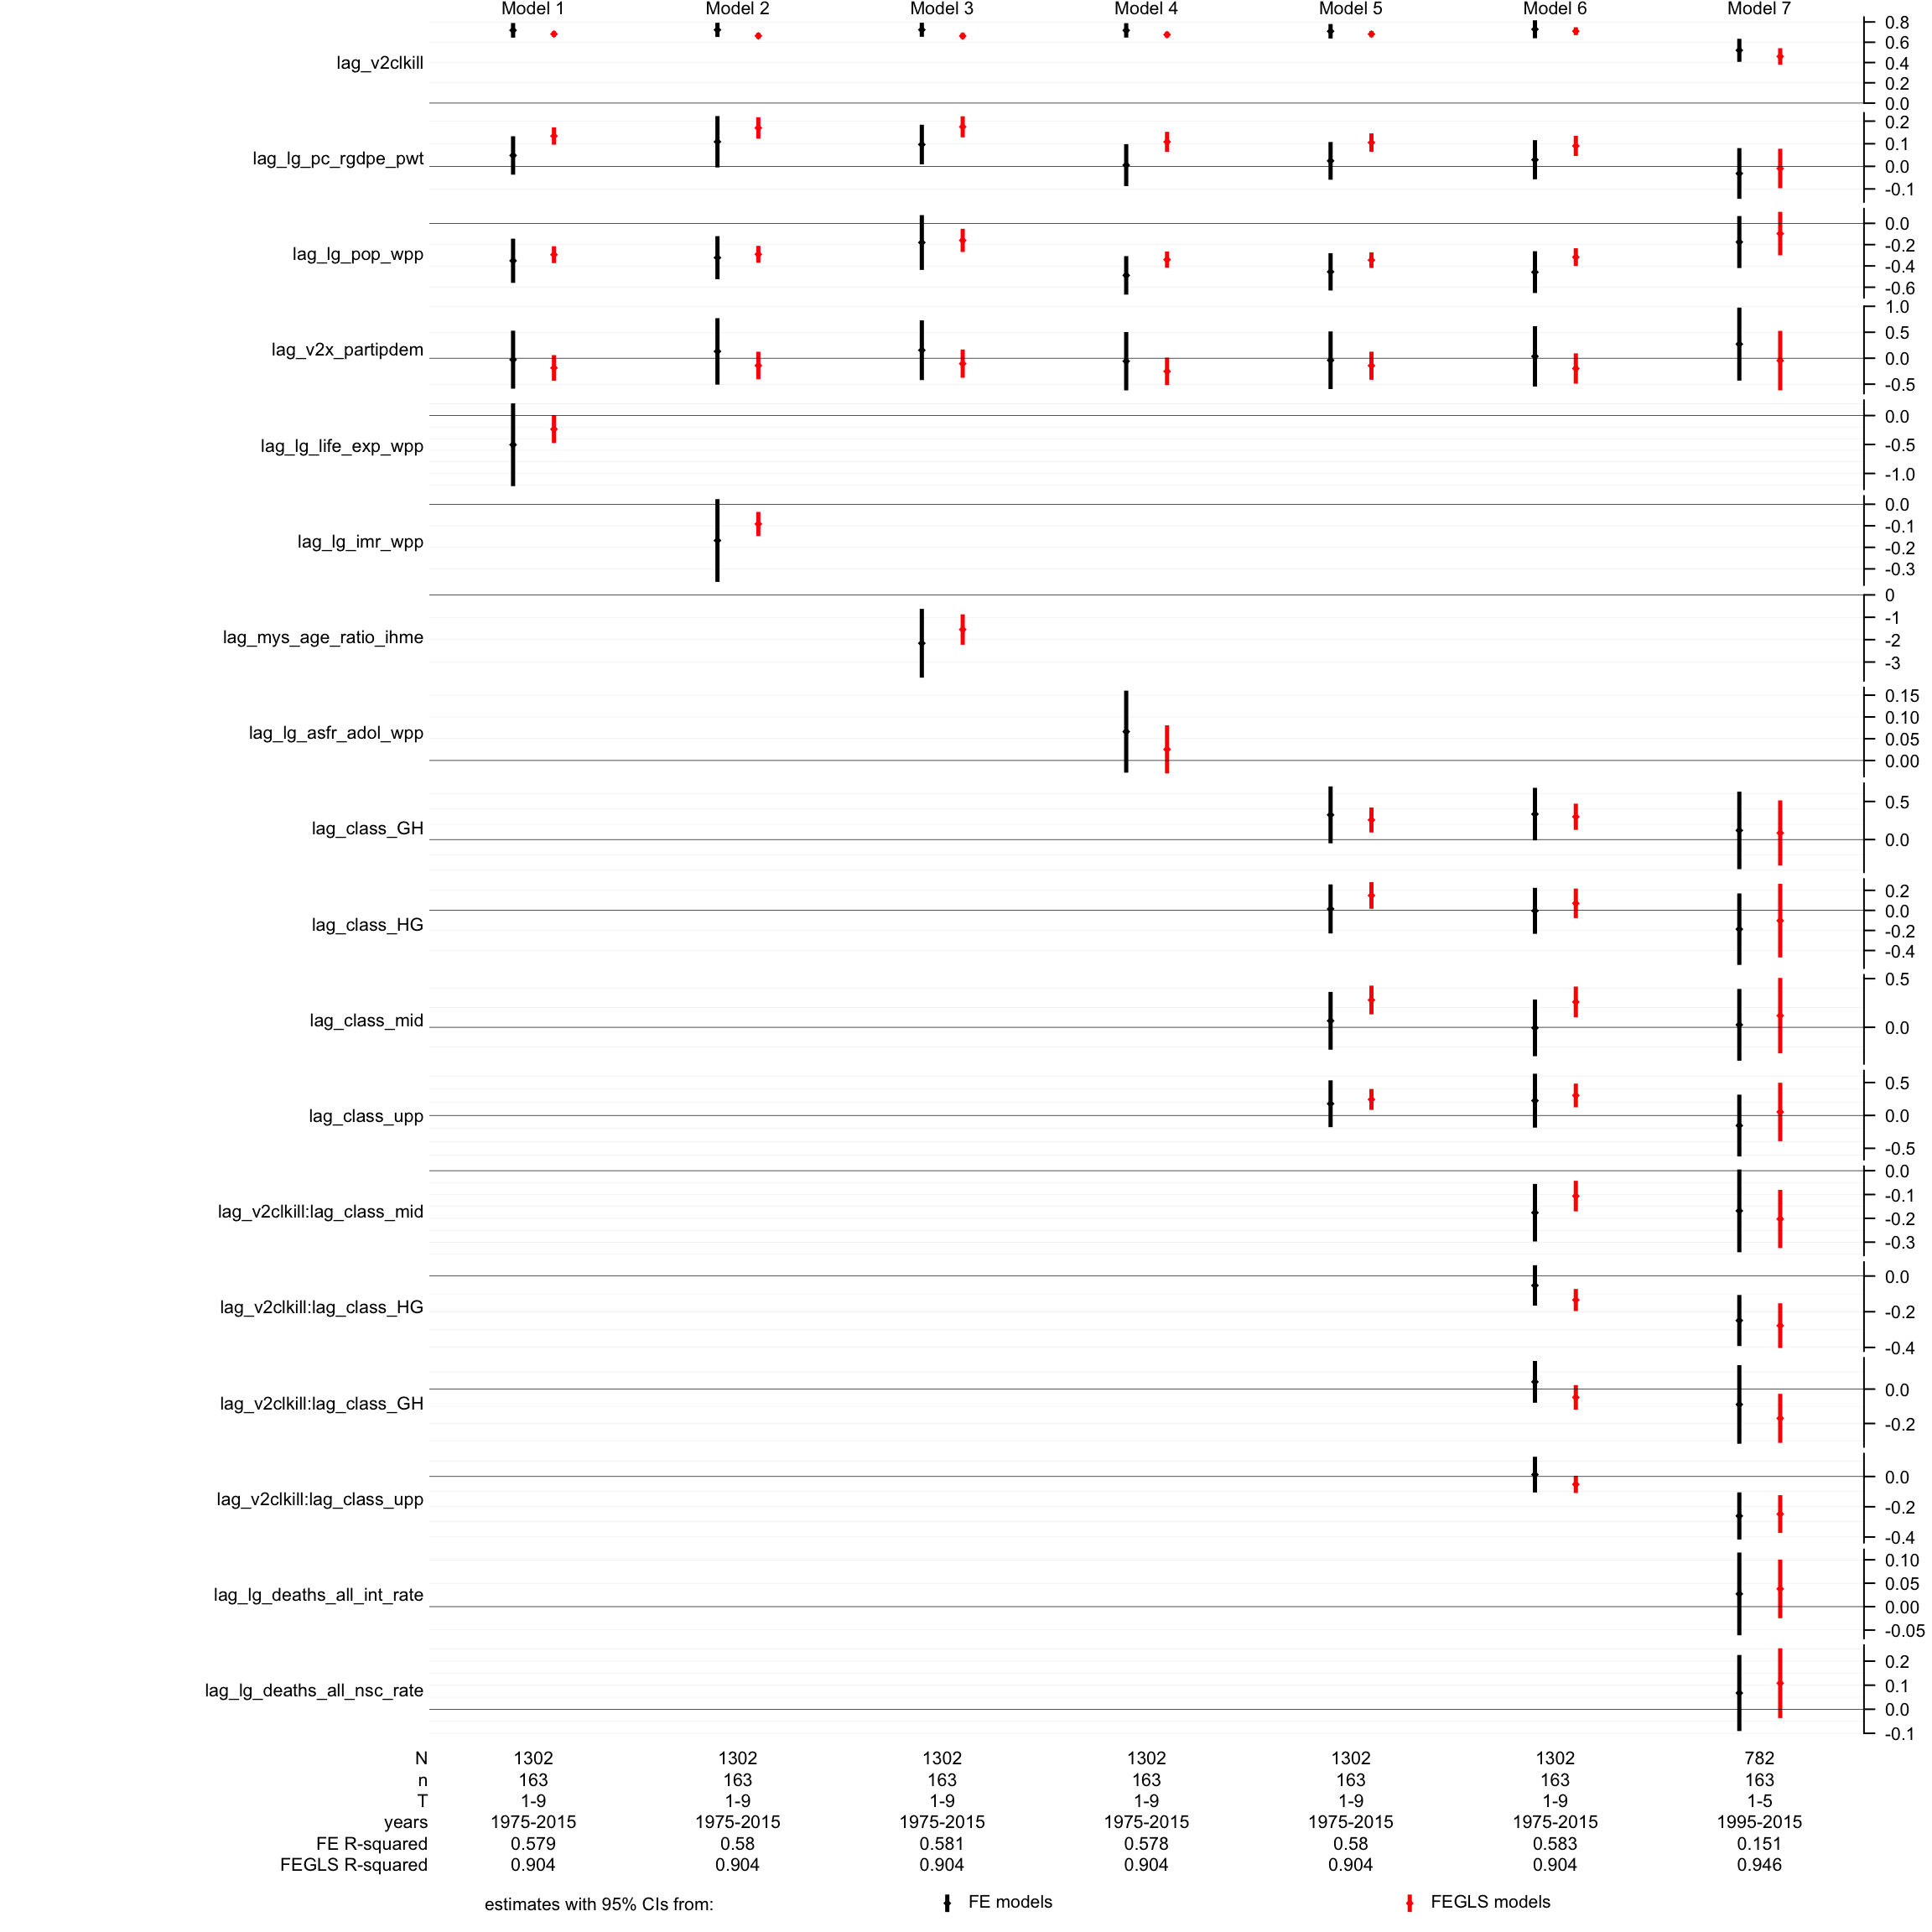 Model 1 Model 2 Model 3 Model 4 Model 5 Model 6 Model 7
lag_v2clkill
0.8
0.6
0.4
0.2
0.0
lag_lg_pc_rgdpe_pwt
0.2
0.1
0.0
-0.1
lag_lg_pop_wpp
0.0
-0.2
-0.4
-0.6
lag_v2x_partipdem
1.0
0.5
0.0
-0.5
lag_lg_life_exp_wpp
0.0
-0.5
-1.0
lag_lg_imr_wpp
0.0
-0.1
-0.2
-0.3
lag_mys_age_ratio_ihme
0
-1
-2
-3
lag_lg_asfr_adol_wpp
0.15
0.10
0.05
0.00
lag_class_GH
0.5
0.0
lag_class_HG
0.2
0.0
-0.2
-0.4
lag_class_mid
0.5
0.0
lag_class_upp
0.5
0.0
-0.5
lag_v2clkill:lag_class_mid
0.0
-0.1
-0.2
-0.3
lag_v2clkill:lag_class_HG
0.0
-0.2
-0.4
lag_v2clkill:lag_class_GH
0.0
-0.2
lag_v2clkill:lag_class_upp
0.0
-0.2
-0.4
lag_lg_deaths_all_int_rate
0.10
0.05
0.00
-0.05
lag_lg_deaths_all_nsc_rate
0.2
0.1
0.0
-0.1
N 1302 1302 1302 1302 1302 1302 782
n 163 163 163 163 163 163 163
T 1-9 1-9 1-9 1-9 1-9 1-9 1-5
years 1975-2015 1975-2015 1975-2015 1975-2015 1975-2015 1975-2015 1995-2015
FE R-squared 0.579 0.58 0.581 0.578 0.58 0.583 0.151
FEGLS R-squared 0.904 0.904 0.904 0.904 0.904 0.904 0.946
estimates with 95% CIs from: FE models FEGLS models